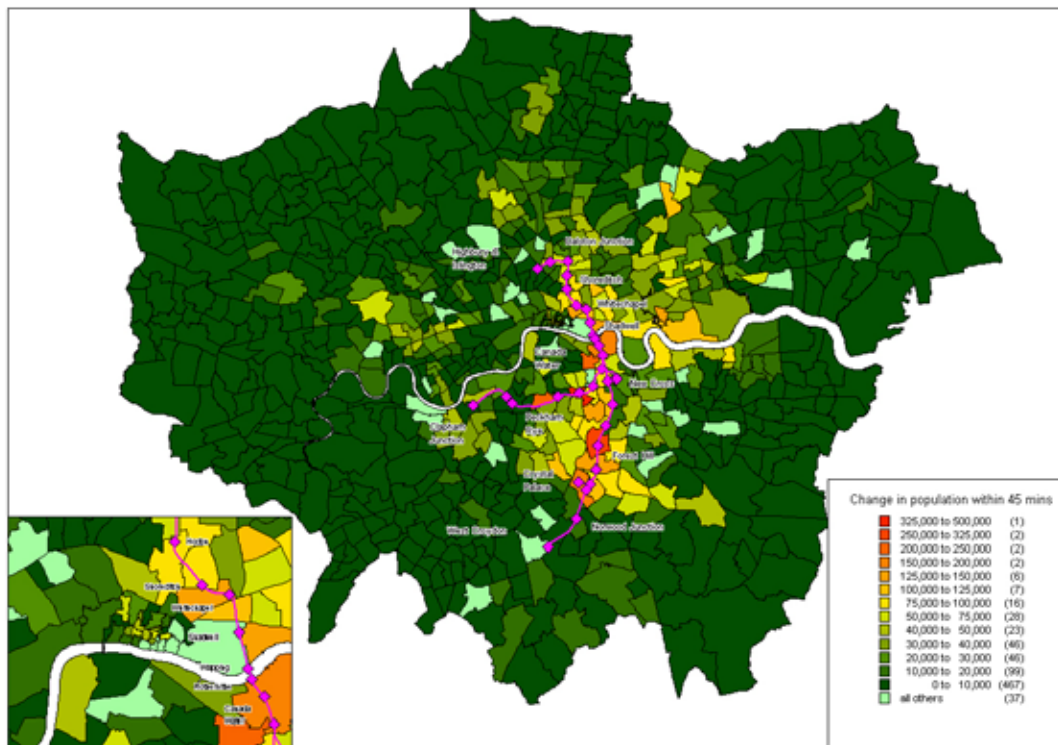 Highbury &
Islington
Dalston Junction
Shoreditch
Whitechapel
Shadwell
Canada
Water
New Cross
Clapham
Junction
Peckham
Rye
Forest Hill
Crystal
Palace
West Croydon
Norwood Junction
Change in population within 45 mins
325,000 to 500,000 (1)
250,000 to 325,000 (2)
200,000 to 250,000 (2)
150,000 to 200,000 (2)
125,000 to 150,000 (6)
100,000 to 125,000 (7)
75,000 to 100,000 (16)
50,000 to 75,000 (28)
40,000 to 50,000 (23)
30,000 to 40,000 (46)
20,000 to 30,000 (46)
10,000 to 20,000 (99)
0 to 10,000 (467)
all others (37)
Hoxton
Shoreditch
Whitechapel
Shadwell
Wapping
Rotherhithe
Canada
Water